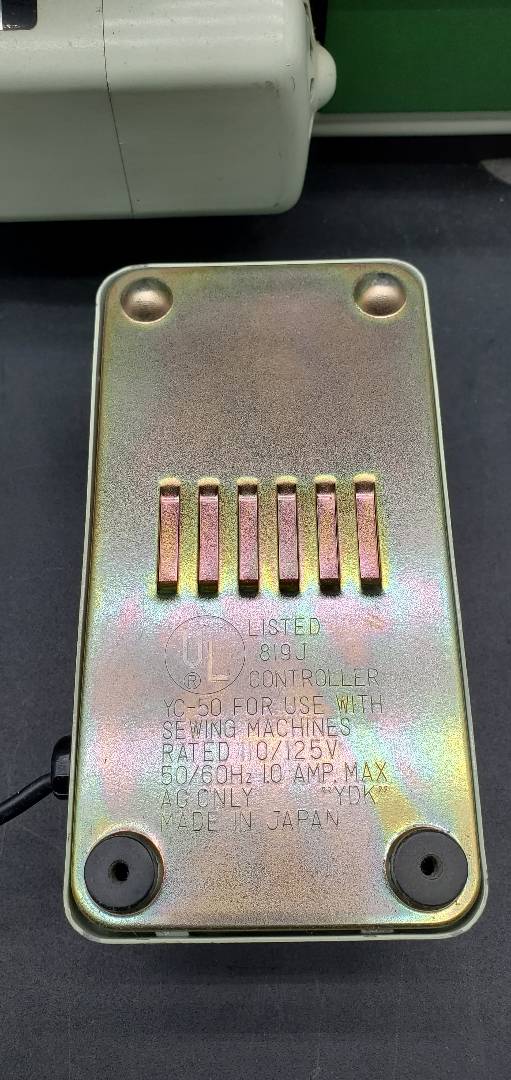 UL LISTED
819J
® CONTROLLER
YC-50 FOR USE WITH
SEWING MACHINES
RATED 110/125V
50/60Hz 1.0 AMP. MAX
AC ONLY "YDK"
MADE IN JAPAN